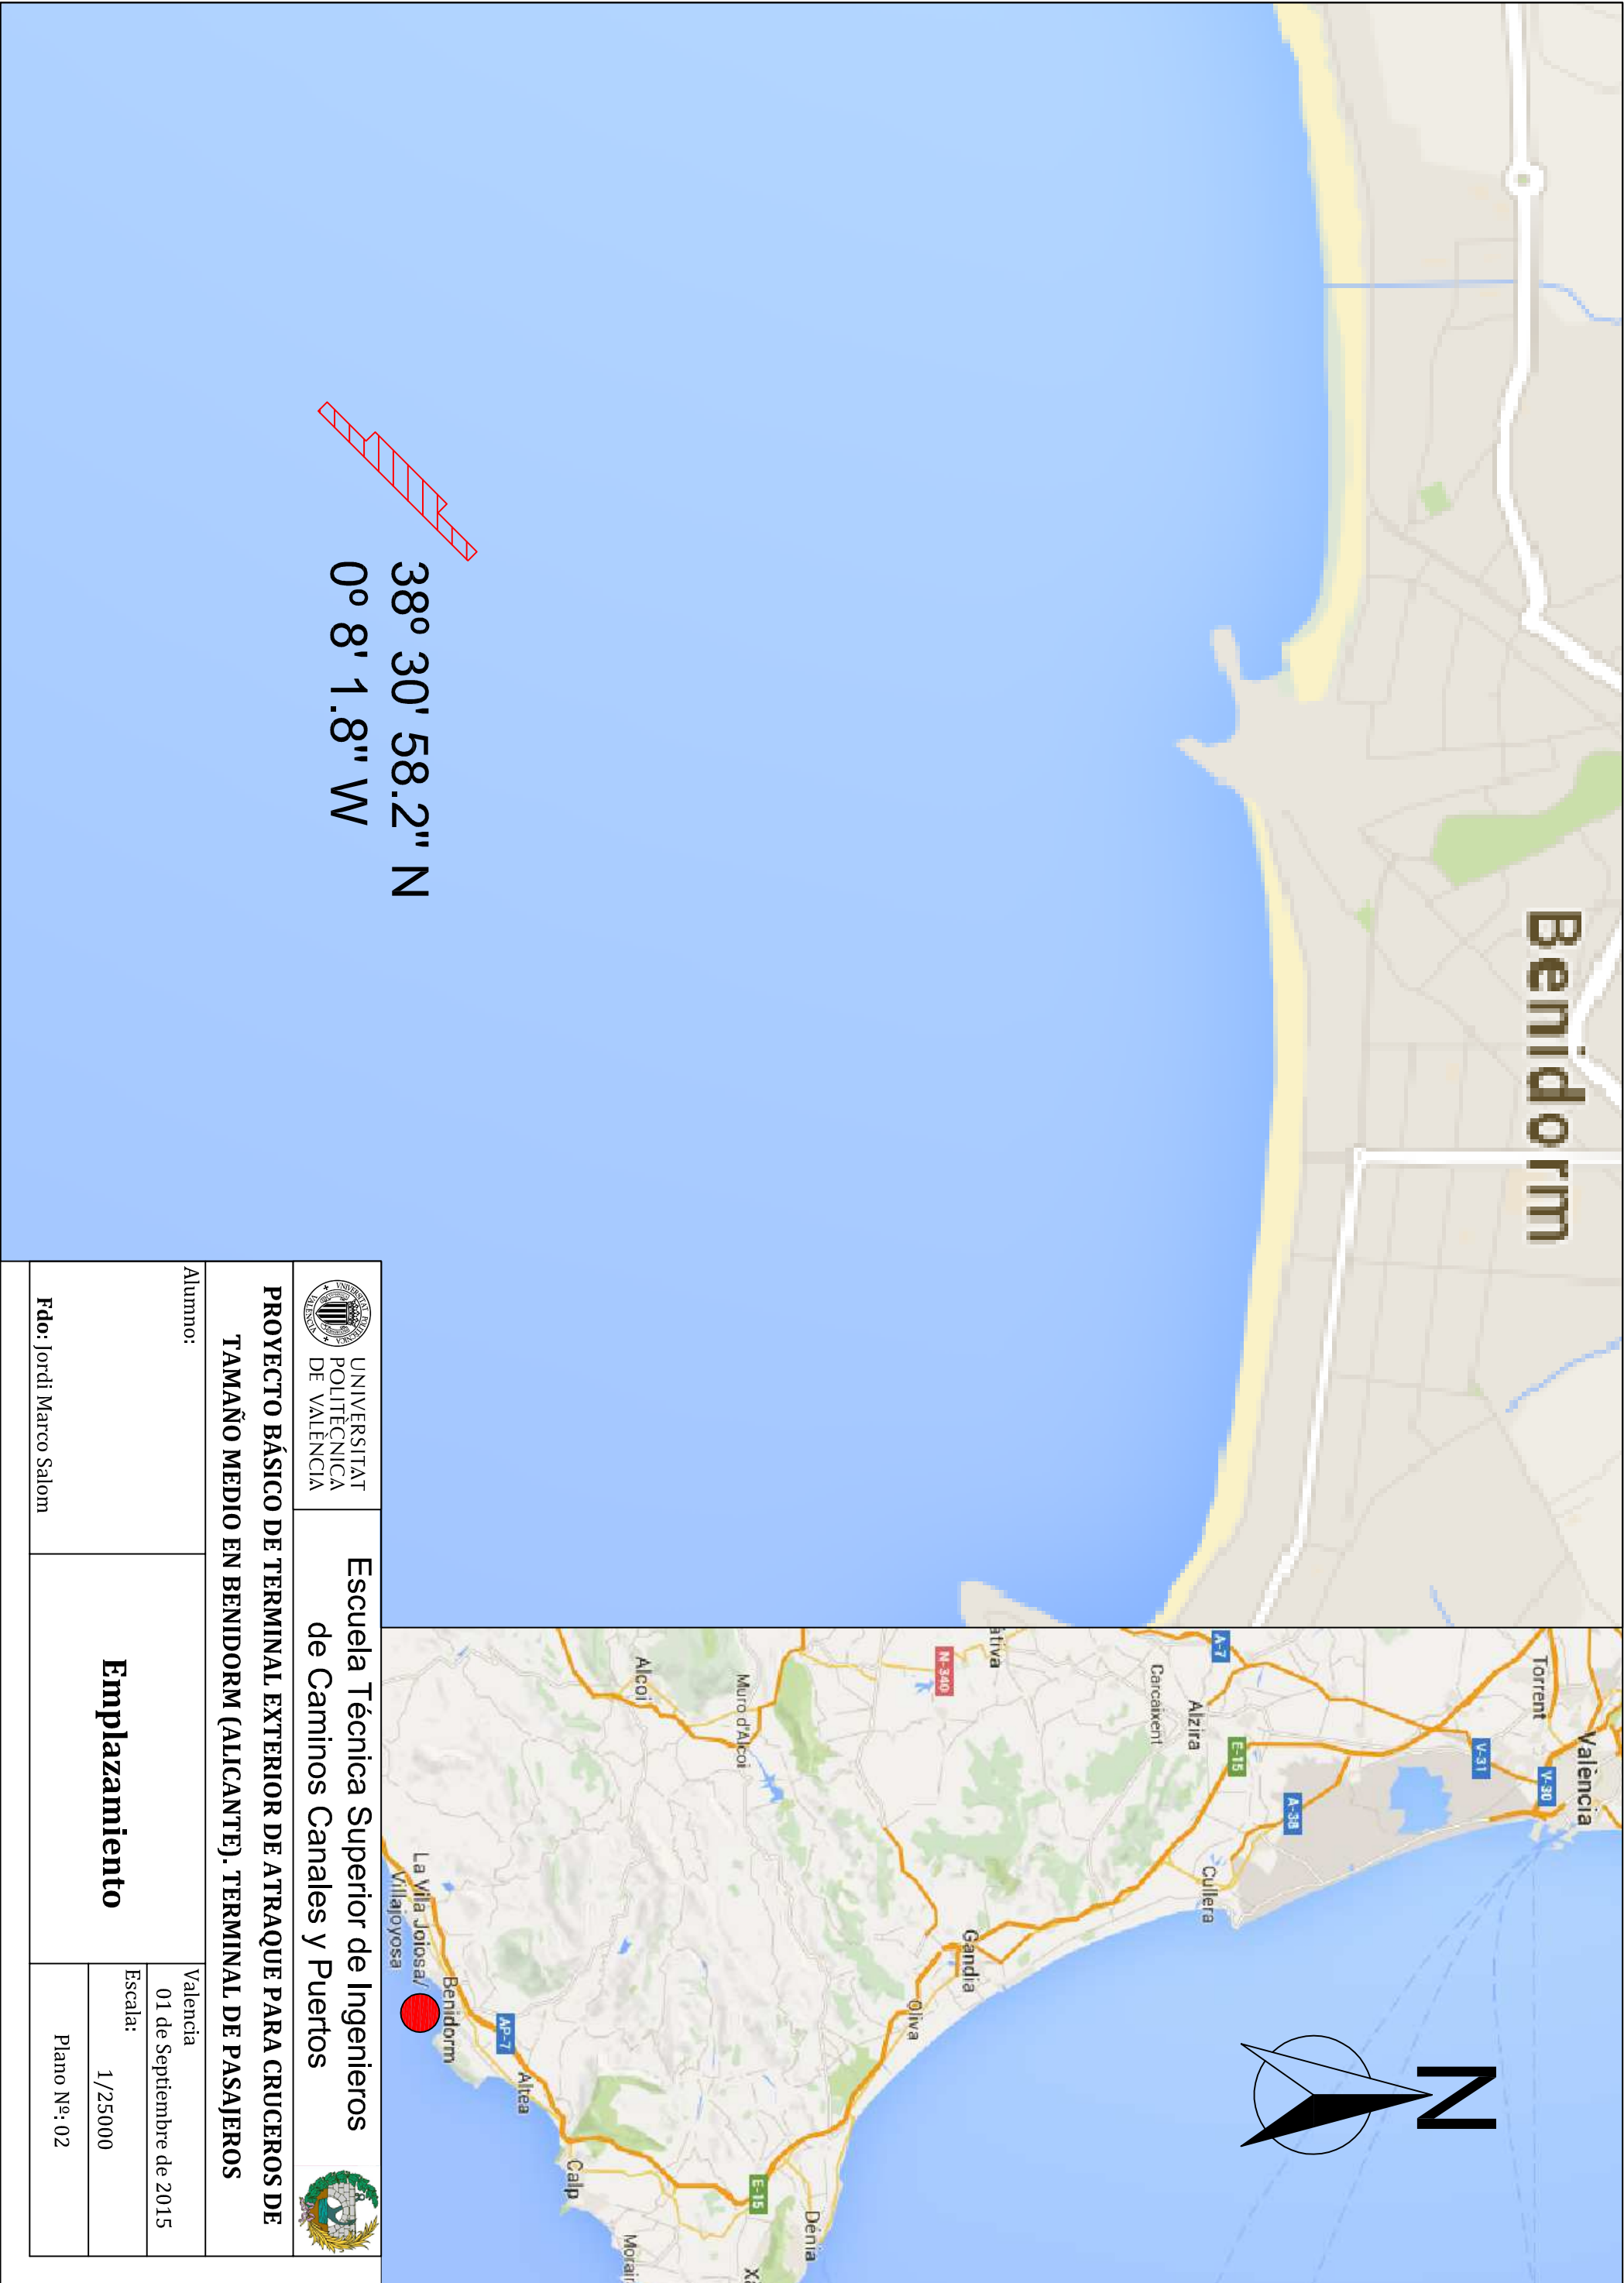 Benidorm
38º 30' 58.2" N
0º 8' 1.8" W
València
Torrent
V-30
V-31
A-7
E-15
A-38
Alzira
Carcaixent
Cullera
N-340
Gandia
Oliva
Muro d'Alcoi
Alcoi
Dénia
E-15
Calp
Altea
AP-7
Benidorm
La Vila Joiosa/
Villajoyosa
N
UNIVERSITAT
POLITÈCNICA
DE VALÈNCIA
Escuela Técnica Superior de Ingenieros
de Caminos Canales y Puertos
PROYECTO BÁSICO DE TERMINAL EXTERIOR DE ATRAQUE PARA CRUCEROS DE
TAMAÑO MEDIO EN BENIDORM (ALICANTE). TERMINAL DE PASAJEROS
Alumno:
Fdo: Jordi Marco Salom
Emplazamiento
Valencia
01 de Septiembre de 2015
Escala:
1/25000
Plano Nº: 02